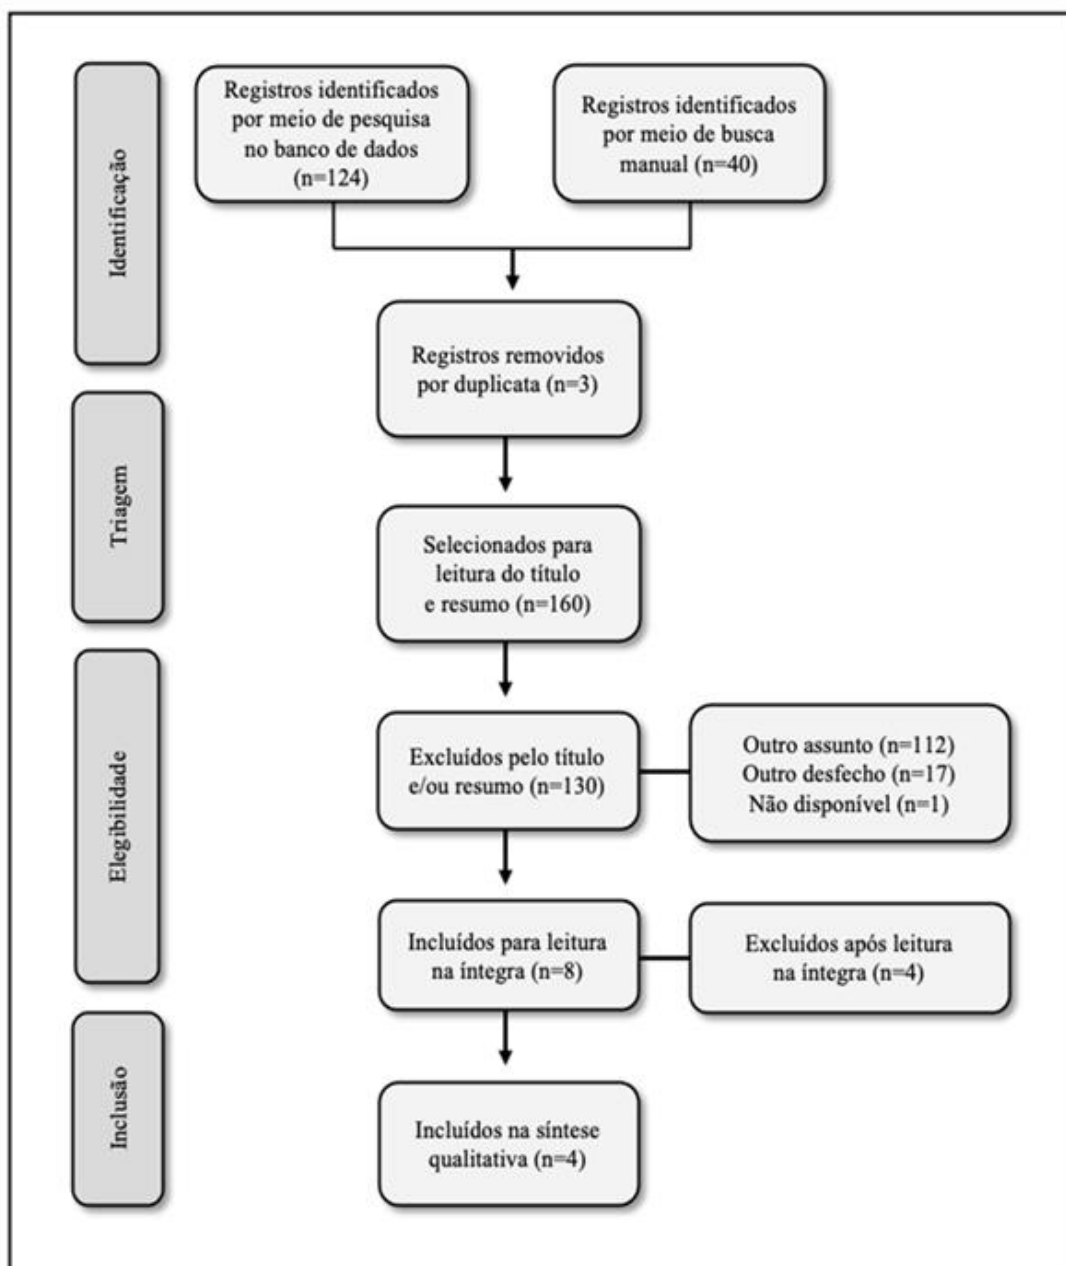 Identificação
Registros identificados
por meio de pesquisa
no banco de dados
(n=124)
Registros identificados
por meio de busca
manual (n=40)
Registros removidos
por duplicata (n=3)
Triagem
Selecionados para
leitura do título
e resumo (n=160)
Elegibilidade
Excluídos pelo título
e/ou resumo (n=130)
Outro assunto (n=112)
Outro desfecho (n=17)
Não disponível (n=1)
Incluídos para leitura
na íntegra (n=8)
Excluídos após leitura
na íntegra (n=4)
Inclusão
Incluídos na síntese
qualitativa (n=4)